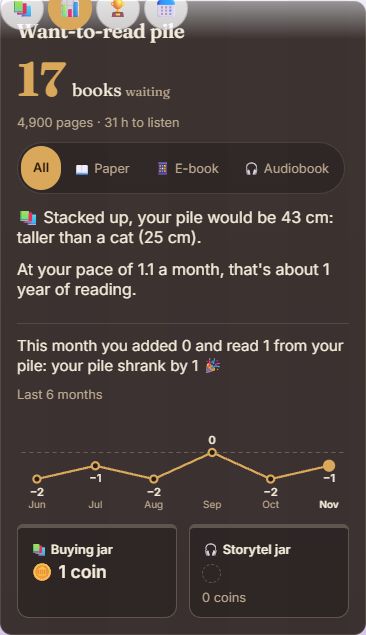 Want-to-read pile
17 books waiting
4,900 pages · 31 h to listen
All Paper E-book Audiobook
Stacked up, your pile would be 43 cm:
taller than a cat (25 cm).
At your pace of 1.1 a month, that's about 1
year of reading.
This month you added 0 and read 1 from your
pile: your pile shrank by 1
Last 6 months
0
−2 −1 −2 −2 −1
Jun Jul Aug Sep Oct Nov
Buying jar
1 coin
Storytel jar
0 coins